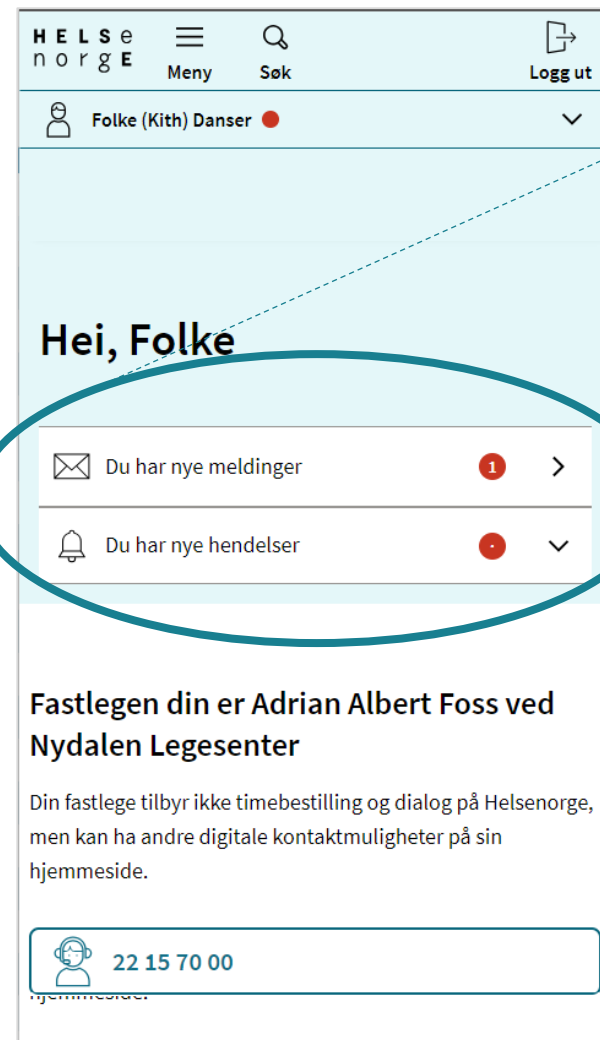 HELSe
norgE
Meny
Søk
Logg ut
Folke (Kith) Danser
Hei, Folke
Du har nye meldinger 1
Du har nye hendelser
Fastlegen din er Adrian Albert Foss ved
Nydalen Legesenter
Din fastlege tilbyr ikke timebestilling og dialog på Helsenorge,
men kan ha andre digitale kontaktmuligheter på sin
hjemmeside.
22 15 70 00
hjemmeside.